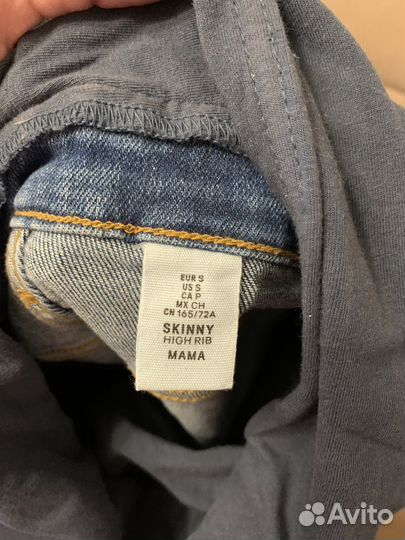 EUR S
US S
CA P
MX CH
CN 165/72A
SKINNY
HIGH RIB
MAMA
Avito